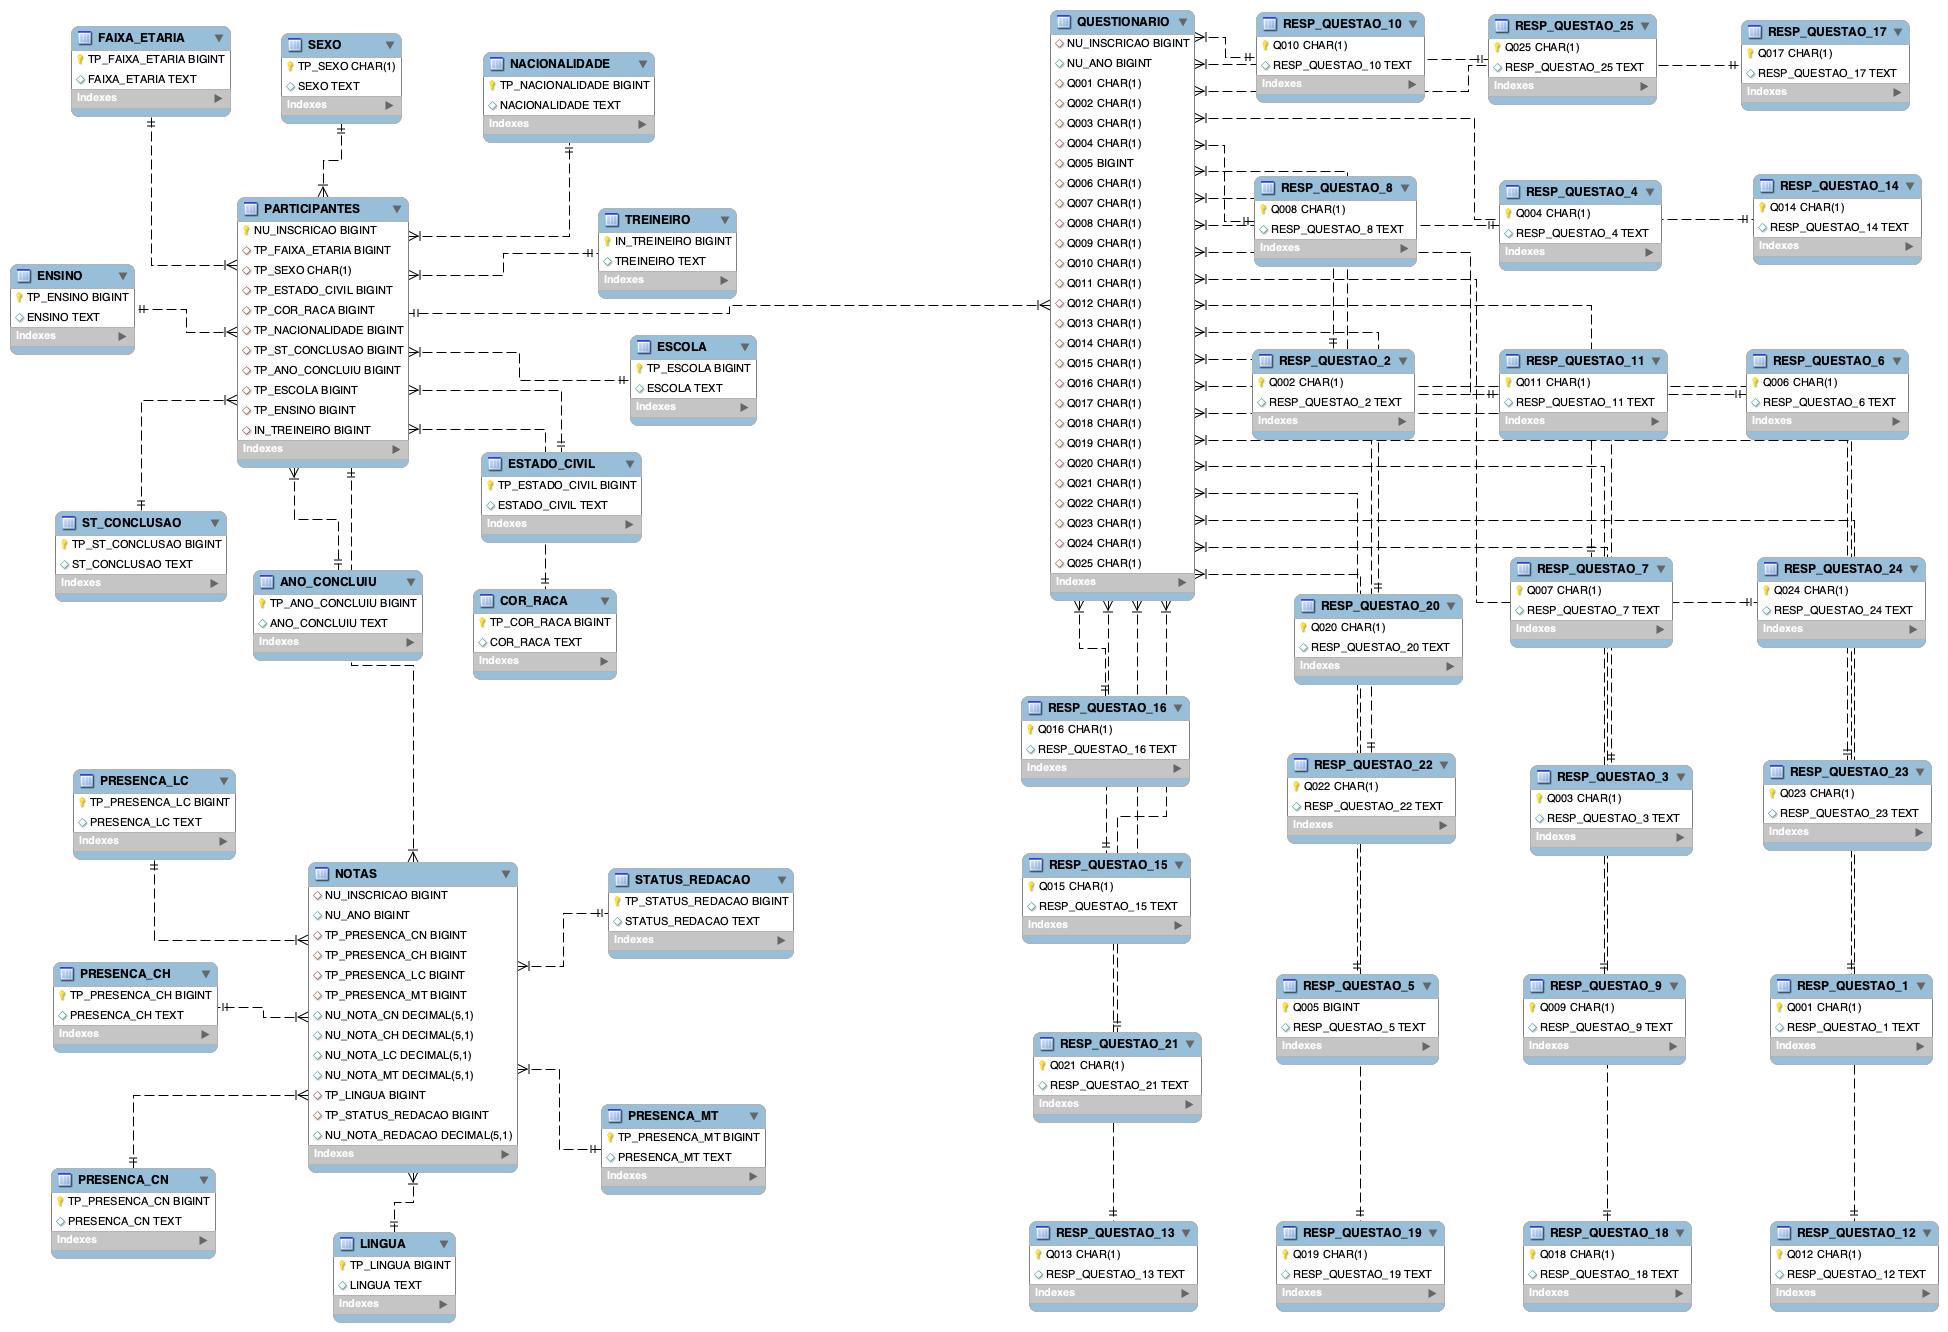 FAIXA_ETARIA
TP_FAIXA_ETARIA BIGINT
FAIXA_ETARIA TEXT
Indexes
SEXO
TP_SEXO CHAR(1)
SEXO TEXT
Indexes
NACIONALIDADE
TP_NACIONALIDADE BIGINT
NACIONALIDADE TEXT
Indexes
PARTICIPANTES
NU_INSCRICAO BIGINT
TP_FAIXA_ETARIA BIGINT
TP_SEXO CHAR(1)
TP_ESTADO_CIVIL BIGINT
TP_COR_RACA BIGINT
TP_NACIONALIDADE BIGINT
TP_ST_CONCLUSAO BIGINT
TP_ANO_CONCLUIU BIGINT
TP_ESCOLA BIGINT
TP_ENSINO BIGINT
IN_TREINEIRO BIGINT
Indexes
TREINEIRO
IN_TREINEIRO BIGINT
TREINEIRO TEXT
Indexes
ENSINO
TP_ENSINO BIGINT
ENSINO TEXT
Indexes
ESCOLA
TP_ESCOLA BIGINT
ESCOLA TEXT
Indexes
ESTADO_CIVIL
TP_ESTADO_CIVIL BIGINT
ESTADO_CIVIL TEXT
Indexes
ST_CONCLUSAO
TP_ST_CONCLUSAO BIGINT
ST_CONCLUSAO TEXT
Indexes
ANO_CONCLUIU
TP_ANO_CONCLUIU BIGINT
ANO_CONCLUIU TEXT
Indexes
COR_RACA
TP_COR_RACA BIGINT
COR_RACA TEXT
Indexes
PRESENCA_LC
TP_PRESENCA_LC BIGINT
PRESENCA_LC TEXT
Indexes
NOTAS
NU_INSCRICAO BIGINT
NU_ANO BIGINT
TP_PRESENCA_CN BIGINT
TP_PRESENCA_CH BIGINT
TP_PRESENCA_LC BIGINT
TP_PRESENCA_MT BIGINT
NU_NOTA_CN DECIMAL(5,1)
NU_NOTA_CH DECIMAL(5,1)
NU_NOTA_LC DECIMAL(5,1)
NU_NOTA_MT DECIMAL(5,1)
TP_LINGUA BIGINT
TP_STATUS_REDACAO BIGINT
NU_NOTA_REDACAO DECIMAL(5,1)
Indexes
STATUS_REDACAO
TP_STATUS_REDACAO BIGINT
STATUS_REDACAO TEXT
Indexes
PRESENCA_CH
TP_PRESENCA_CH BIGINT
PRESENCA_CH TEXT
Indexes
PRESENCA_MT
TP_PRESENCA_MT BIGINT
PRESENCA_MT TEXT
Indexes
PRESENCA_CN
TP_PRESENCA_CN BIGINT
PRESENCA_CN TEXT
Indexes
LINGUA
TP_LINGUA BIGINT
LINGUA TEXT
Indexes
QUESTIONARIO
NU_INSCRICAO BIGINT
NU_ANO BIGINT
Q001 CHAR(1)
Q002 CHAR(1)
Q003 CHAR(1)
Q004 CHAR(1)
Q005 BIGINT
Q006 CHAR(1)
Q007 CHAR(1)
Q008 CHAR(1)
Q009 CHAR(1)
Q010 CHAR(1)
Q011 CHAR(1)
Q012 CHAR(1)
Q013 CHAR(1)
Q014 CHAR(1)
Q015 CHAR(1)
Q016 CHAR(1)
Q017 CHAR(1)
Q018 CHAR(1)
Q019 CHAR(1)
Q020 CHAR(1)
Q021 CHAR(1)
Q022 CHAR(1)
Q023 CHAR(1)
Q024 CHAR(1)
Q025 CHAR(1)
Indexes
RESP_QUESTAO_10
Q010 CHAR(1)
RESP_QUESTAO_10 TEXT
Indexes
RESP_QUESTAO_25
Q025 CHAR(1)
RESP_QUESTAO_25 TEXT
Indexes
RESP_QUESTAO_17
Q017 CHAR(1)
RESP_QUESTAO_17 TEXT
Indexes
RESP_QUESTAO_8
Q008 CHAR(1)
RESP_QUESTAO_8 TEXT
Indexes
RESP_QUESTAO_4
Q004 CHAR(1)
RESP_QUESTAO_4 TEXT
Indexes
RESP_QUESTAO_14
Q014 CHAR(1)
RESP_QUESTAO_14 TEXT
Indexes
RESP_QUESTAO_2
Q002 CHAR(1)
RESP_QUESTAO_2 TEXT
Indexes
RESP_QUESTAO_11
Q011 CHAR(1)
RESP_QUESTAO_11 TEXT
Indexes
RESP_QUESTAO_6
Q006 CHAR(1)
RESP_QUESTAO_6 TEXT
Indexes
RESP_QUESTAO_20
Q020 CHAR(1)
RESP_QUESTAO_20 TEXT
Indexes
RESP_QUESTAO_7
Q007 CHAR(1)
RESP_QUESTAO_7 TEXT
Indexes
RESP_QUESTAO_24
Q024 CHAR(1)
RESP_QUESTAO_24 TEXT
Indexes
RESP_QUESTAO_16
Q016 CHAR(1)
RESP_QUESTAO_16 TEXT
Indexes
RESP_QUESTAO_22
Q022 CHAR(1)
RESP_QUESTAO_22 TEXT
Indexes
RESP_QUESTAO_3
Q003 CHAR(1)
RESP_QUESTAO_3 TEXT
Indexes
RESP_QUESTAO_23
Q023 CHAR(1)
RESP_QUESTAO_23 TEXT
Indexes
RESP_QUESTAO_15
Q015 CHAR(1)
RESP_QUESTAO_15 TEXT
Indexes
RESP_QUESTAO_5
Q005 BIGINT
RESP_QUESTAO_5 TEXT
Indexes
RESP_QUESTAO_9
Q009 CHAR(1)
RESP_QUESTAO_9 TEXT
Indexes
RESP_QUESTAO_1
Q001 CHAR(1)
RESP_QUESTAO_1 TEXT
Indexes
RESP_QUESTAO_21
Q021 CHAR(1)
RESP_QUESTAO_21 TEXT
Indexes
RESP_QUESTAO_13
Q013 CHAR(1)
RESP_QUESTAO_13 TEXT
Indexes
RESP_QUESTAO_19
Q019 CHAR(1)
RESP_QUESTAO_19 TEXT
Indexes
RESP_QUESTAO_18
Q018 CHAR(1)
RESP_QUESTAO_18 TEXT
Indexes
RESP_QUESTAO_12
Q012 CHAR(1)
RESP_QUESTAO_12 TEXT
Indexes